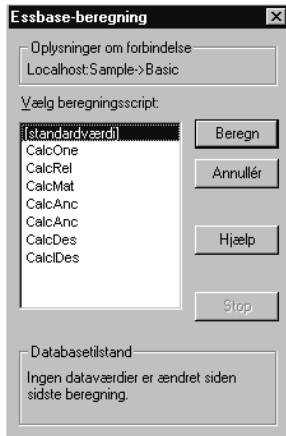 Essbase-beregning
Oplysninger om forbindelse
Localhost:Sample->Basic
Vælg beregningsscript:
(standardværdi)
CalcOne
CalcRel
CalcMat
CalcAnc
CalcAnc
CalcDes
CalcIDes
Beregn
Annullér
Hjælp
Stop
Databasetilstand
Ingen dataværdier er ændret siden
sidste beregning.